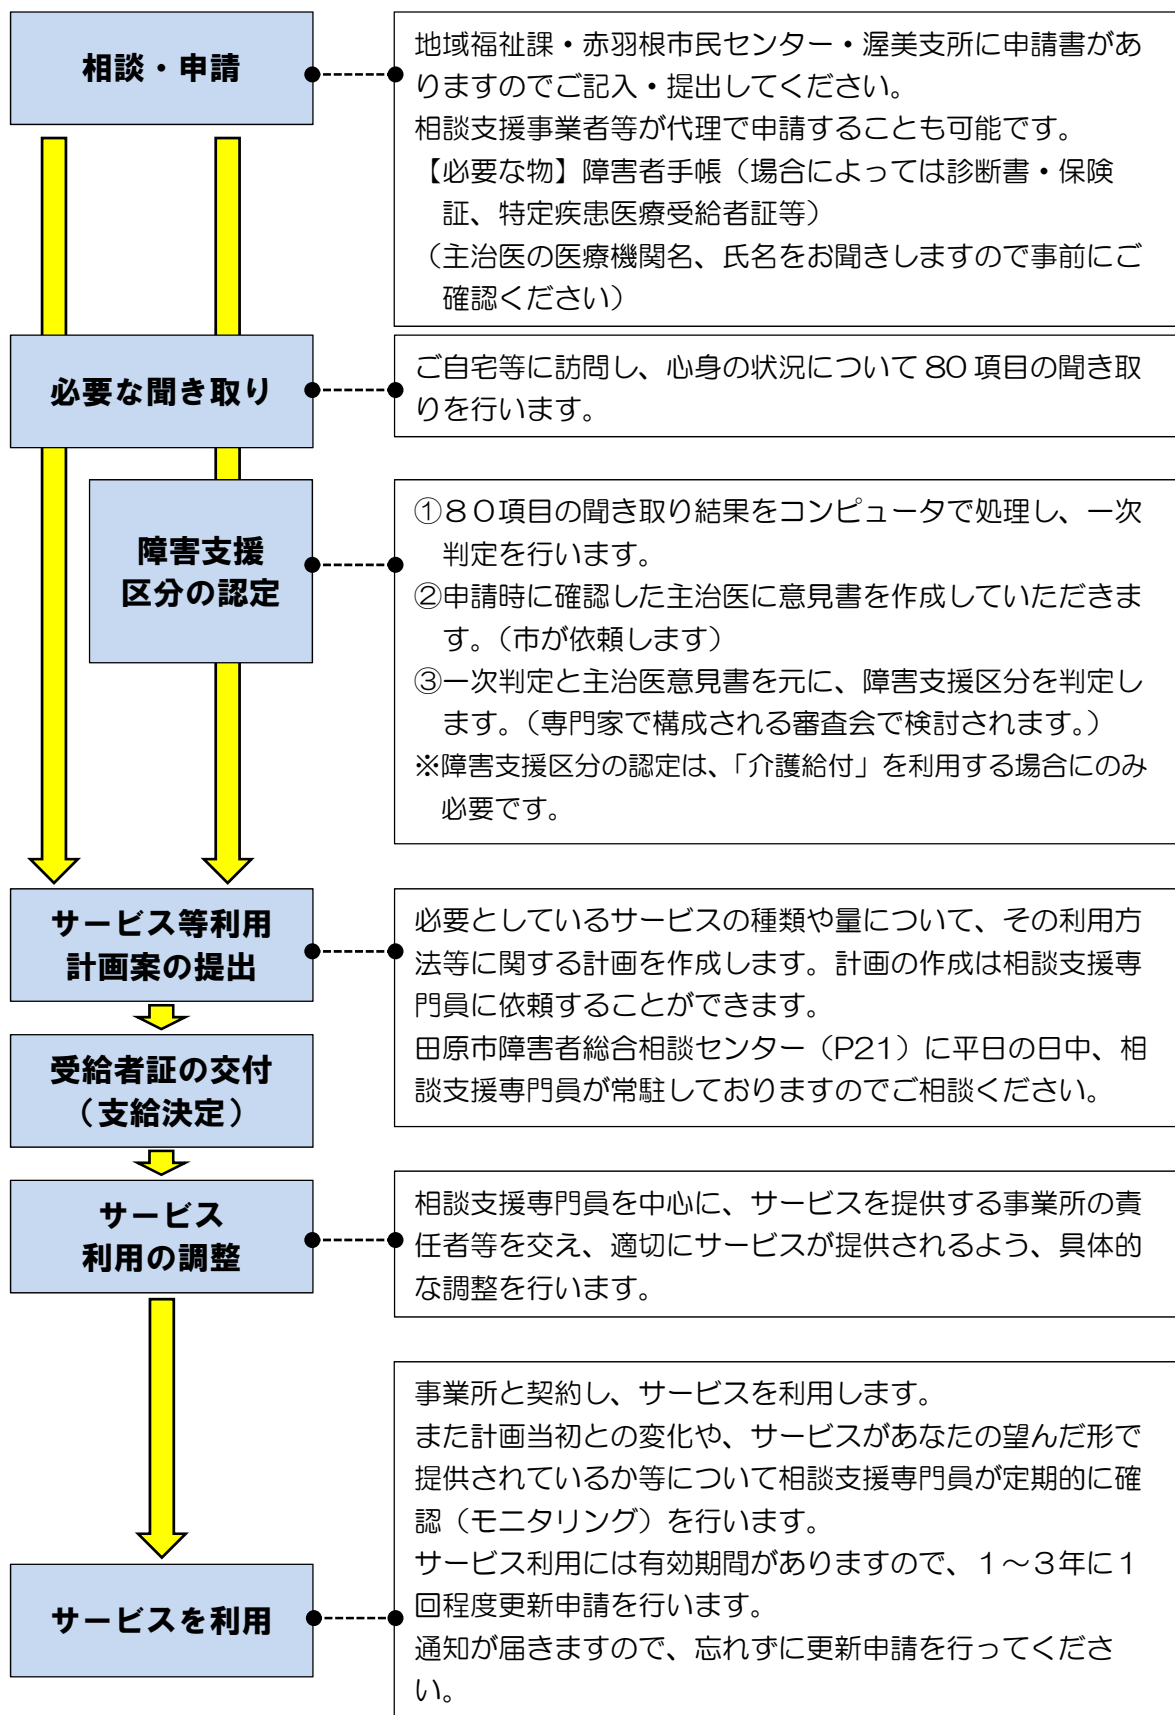 相談・申請
地域福祉課・赤羽根市民センター・渥美支所に申請書があ
りますのでご記入・提出してください。
相談支援事業者等が代理で申請することも可能です。
【必要な物】障害者手帳（場合によっては診断書・保険
証、特定疾患医療受給者証等）
（主治医の医療機関名、氏名をお聞きしますので事前にご
確認ください）
必要な聞き取り
ご自宅等に訪問し、心身の状況について 80 項目の聞き取
りを行います。
障害支援
区分の認定
①８０項目の聞き取り結果をコンピュータで処理し、一次
判定を行います。
②申請時に確認した主治医に意見書を作成していただきま
す。（市が依頼します）
③一次判定と主治医意見書を元に、障害支援区分を判定し
ます。（専門家で構成される審査会で検討されます。）
※障害支援区分の認定は、「介護給付」を利用する場合にのみ
必要です。
サービス等利用
計画案の提出
必要としているサービスの種類や量について、その利用方
法等に関する計画を作成します。計画の作成は相談支援専
門員に依頼することができます。
田原市障害者総合相談センター（P21）に平日の日中、相
談支援専門員が常駐しておりますのでご相談ください。
受給者証の交付
（支給決定）
サービス
利用の調整
相談支援専門員を中心に、サービスを提供する事業所の責
任者等を交え、適切にサービスが提供されるよう、具体的
な調整を行います。
サービスを利用
事業所と契約し、サービスを利用します。
また計画当初との変化や、サービスがあなたの望んだ形で
提供されているか等について相談支援専門員が定期的に確
認（モニタリング）を行います。
サービス利用には有効期間がありますので、１～３年に１
回程度更新申請を行います。
通知が届きますので、忘れずに更新申請を行ってくださ
い。